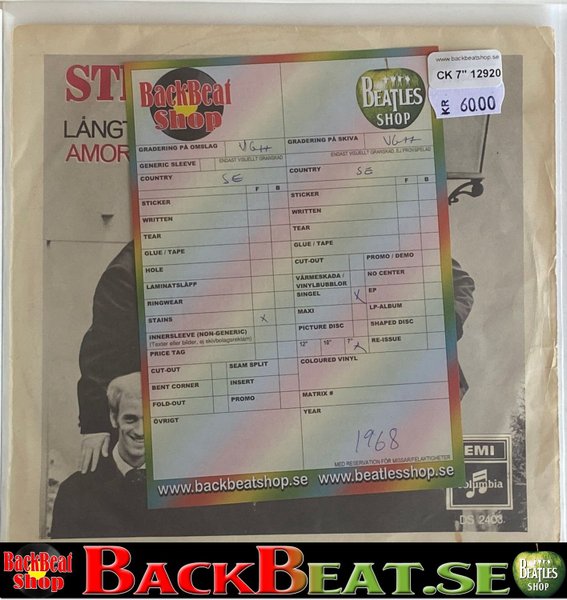 www.backbeatshop.se
CK 7" 12920
KR 60.00
ST
LÅNGT
AMOR
BackBeat
Shop
BEATLES
SHOP
GRADERING PÅ OMSLAG VG++
ENDAST VISUELLT GRANSKAD
GENERIC SLEEVE
COUNTRY SE
F B
STICKER
WRITTEN
TEAR
GLUE / TAPE
HOLE
LAMINATSLÄPP
RINGWEAR
STAINS x
INNERSLEEVE (NON-GENERIC)
(Texter eller bilder, ej skivbolagsreklam)
PRICE TAG
CUT-OUT SEAM SPLIT
BENT CORNER INSERT
FOLD-OUT PROMO
ÖVRIGT
GRADERING PÅ SKIVA VG++
ENDAST VISUELLT GRANSKAD, EJ PROVSPELAD
COUNTRY SE
F B
STICKER
WRITTEN
TEAR
GLUE / TAPE
CUT-OUT PROMO / DEMO
VÄRMESKADA /
VINYLBUBBLOR NO CENTER
SINGEL x EP
MAXI LP-ALBUM
PICTURE DISC SHAPED DISC
12" 10" 7" x RE-ISSUE
COLOURED VINYL
MATRIX #
YEAR
1968
MED RESERVATION FÖR MISSAR/FELAKTIGHETER
www.backbeatshop.se www.beatlesshop.se
EMI
Columbia
DS 2403
BackBeat
Shop
BACKBEAT.SE
BEATLES
SHOP